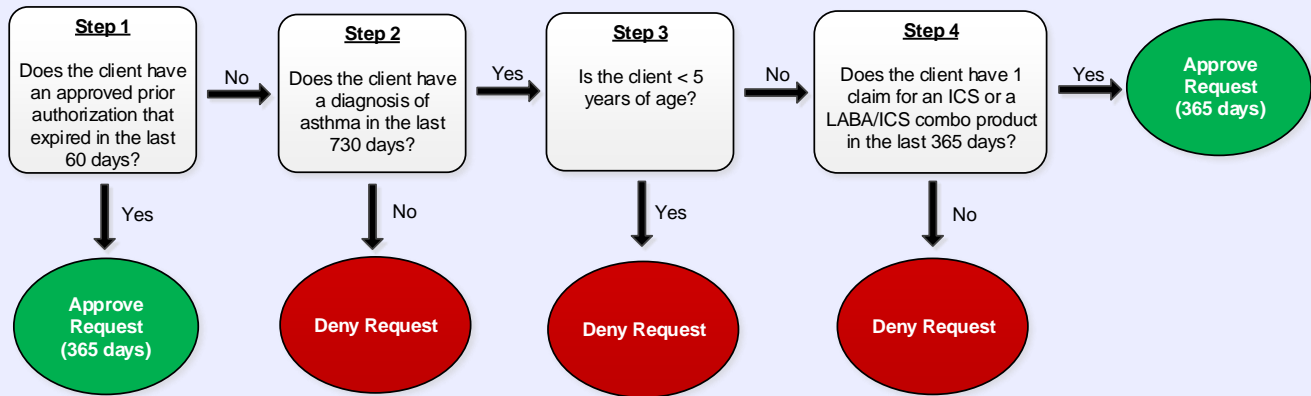 Step 1
Does the client have
an approved prior
authorization that
expired in the last
60 days?
No
Step 2
Does the client have
a diagnosis of
asthma in the last
730 days?
Yes
Step 3
Is the client < 5
years of age?
No
Step 4
Does the client have 1
claim for an ICS or a
LABA/ICS combo product
in the last 365 days?
Yes
Approve
Request
(365 days)
Yes
No
Yes
No
Approve
Request
(365 days)
Deny Request
Deny Request
Deny Request